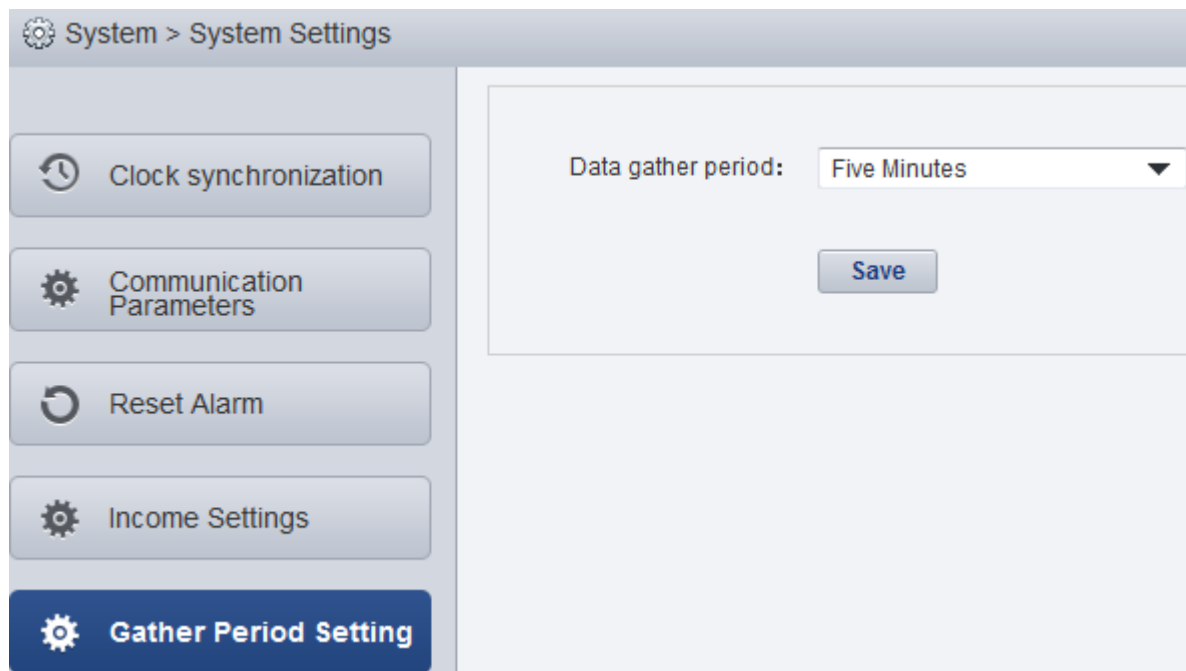 System > System Settings
Clock synchronization
Communication
Parameters
Reset Alarm
Income Settings
Gather Period Setting
Data gather period:
Five Minutes
Save